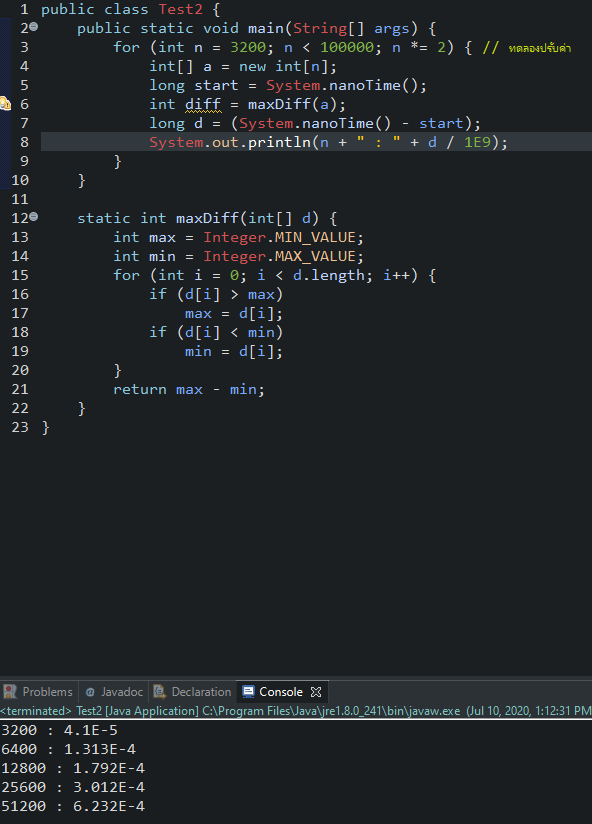 1 public class Test2 {
2 public static void main(String[] args) {
3 for (int n = 3200; n < 100000; n *= 2) { // ทดลองปรับค่า
4 int[] a = new int[n];
5 long start = System.nanoTime();
6 int diff = maxDiff(a);
7 long d = (System.nanoTime() - start);
8 System.out.println(n + " : " + d / 1E9);
9 }
10 }
11
12 static int maxDiff(int[] d) {
13 int max = Integer.MIN_VALUE;
14 int min = Integer.MAX_VALUE;
15 for (int i = 0; i < d.length; i++) {
16 if (d[i] > max)
17 max = d[i];
18 if (d[i] < min)
19 min = d[i];
20 }
21 return max - min;
22 }
23 }
Problems @ Javadoc Declaration Console
<terminated> Test2 [Java Application] C:\Program Files\Java\jre1.8.0_241\bin\javaw.exe (Jul 10, 2020, 1:12:31 PM
3200 : 4.1E-5
6400 : 1.313E-4
12800 : 1.792E-4
25600 : 3.012E-4
51200 : 6.232E-4